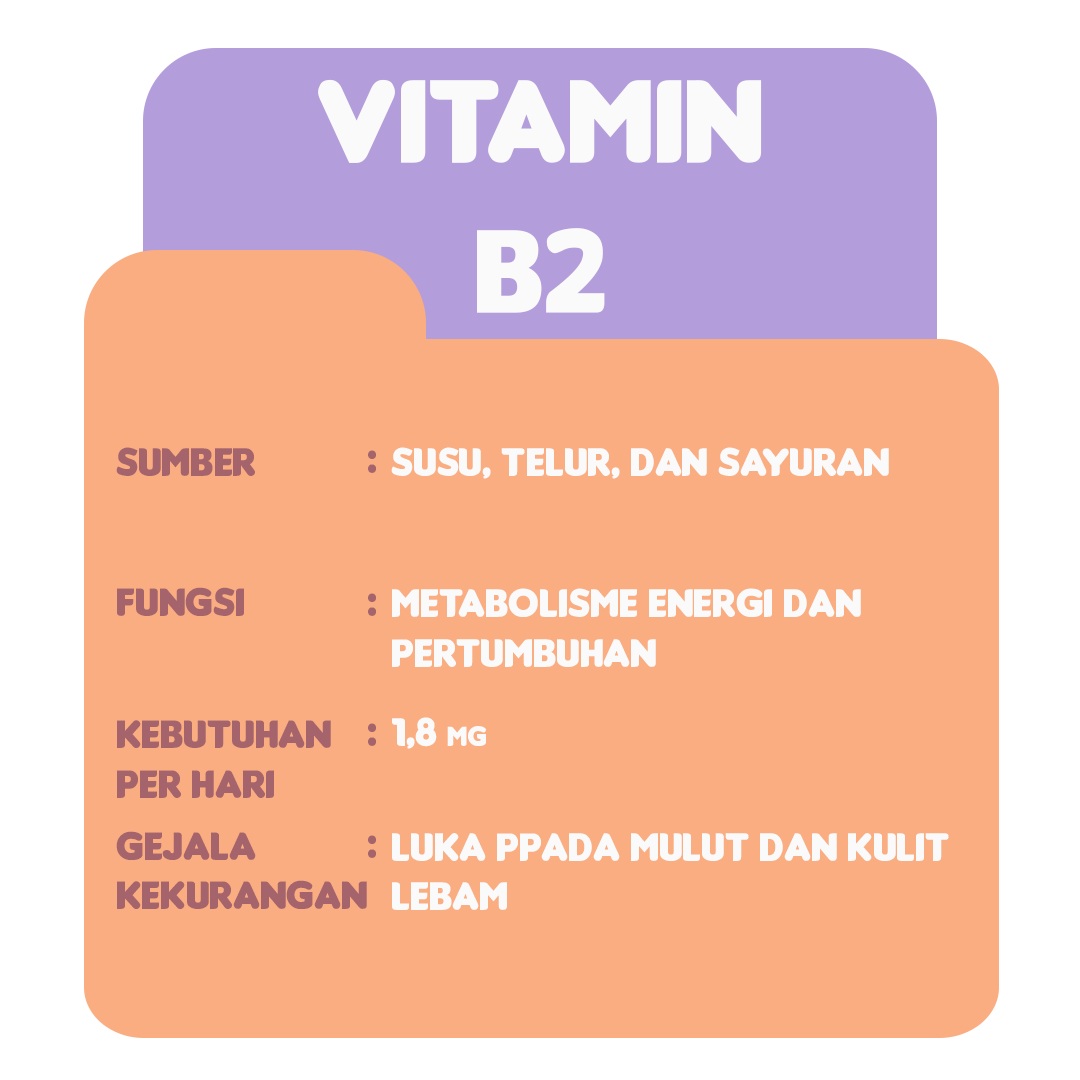 VITAMIN
B2
SUMBER : SUSU, TELUR, DAN SAYURAN
FUNGSI : METABOLISME ENERGI DAN
PERTUMBUHAN
KEBUTUHAN : 1,8 MG
PER HARI
GEJALA : LUKA PPADA MULUT DAN KULIT
KEKURANGAN LEBAM